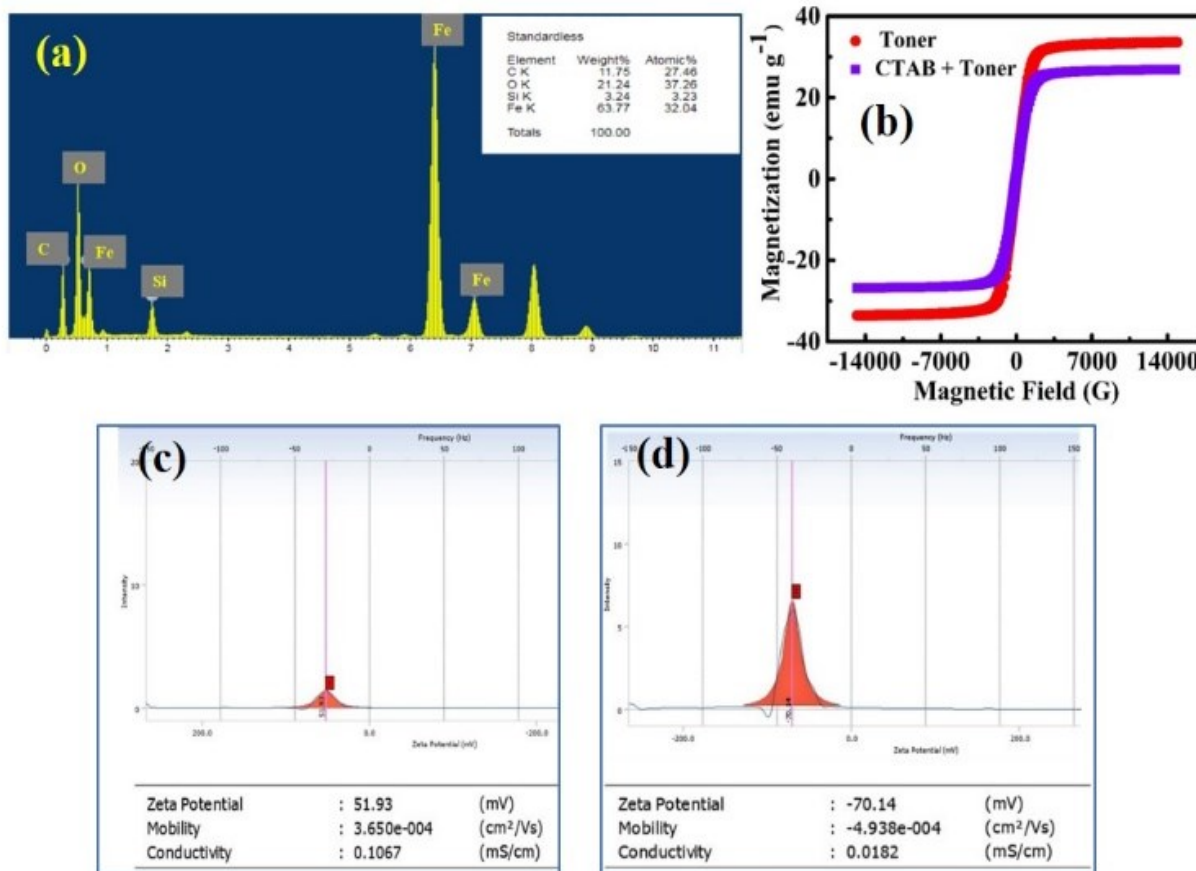 (a)
Fe
Standardless
Element Weight% Atomic%
C K 11.75 27.46
O K 21.24 37.26
Si K 3.24 3.23
Fe K 63.77 32.04
Totals 100.00
O
C
Fe
Si
Fe
0 1 2 3 4 5 6 7 8 9 10 11
(b)
Toner
CTAB + Toner
Magnetization (emu g-1)
40
20
0
-20
-40
-14000 -7000 0 7000 14000
Magnetic Field (G)
(c)
Frequency (Hz)
-100 -50 0 50 100
20
10
0
Intensity
200.0 0.0 -200.0
Zeta Potential (mV)
Zeta Potential : 51.93 (mV)
Mobility : 3.650e-004 (cm²/Vs)
Conductivity : 0.1067 (mS/cm)
(d)
Frequency (Hz)
-150 -100 -50 0 50 100 150
15
10
5
0
Intensity
-70.14
-200.0 0.0 200.0
Zeta Potential (mV)
Zeta Potential : -70.14 (mV)
Mobility : -4.938e-004 (cm²/Vs)
Conductivity : 0.0182 (mS/cm)